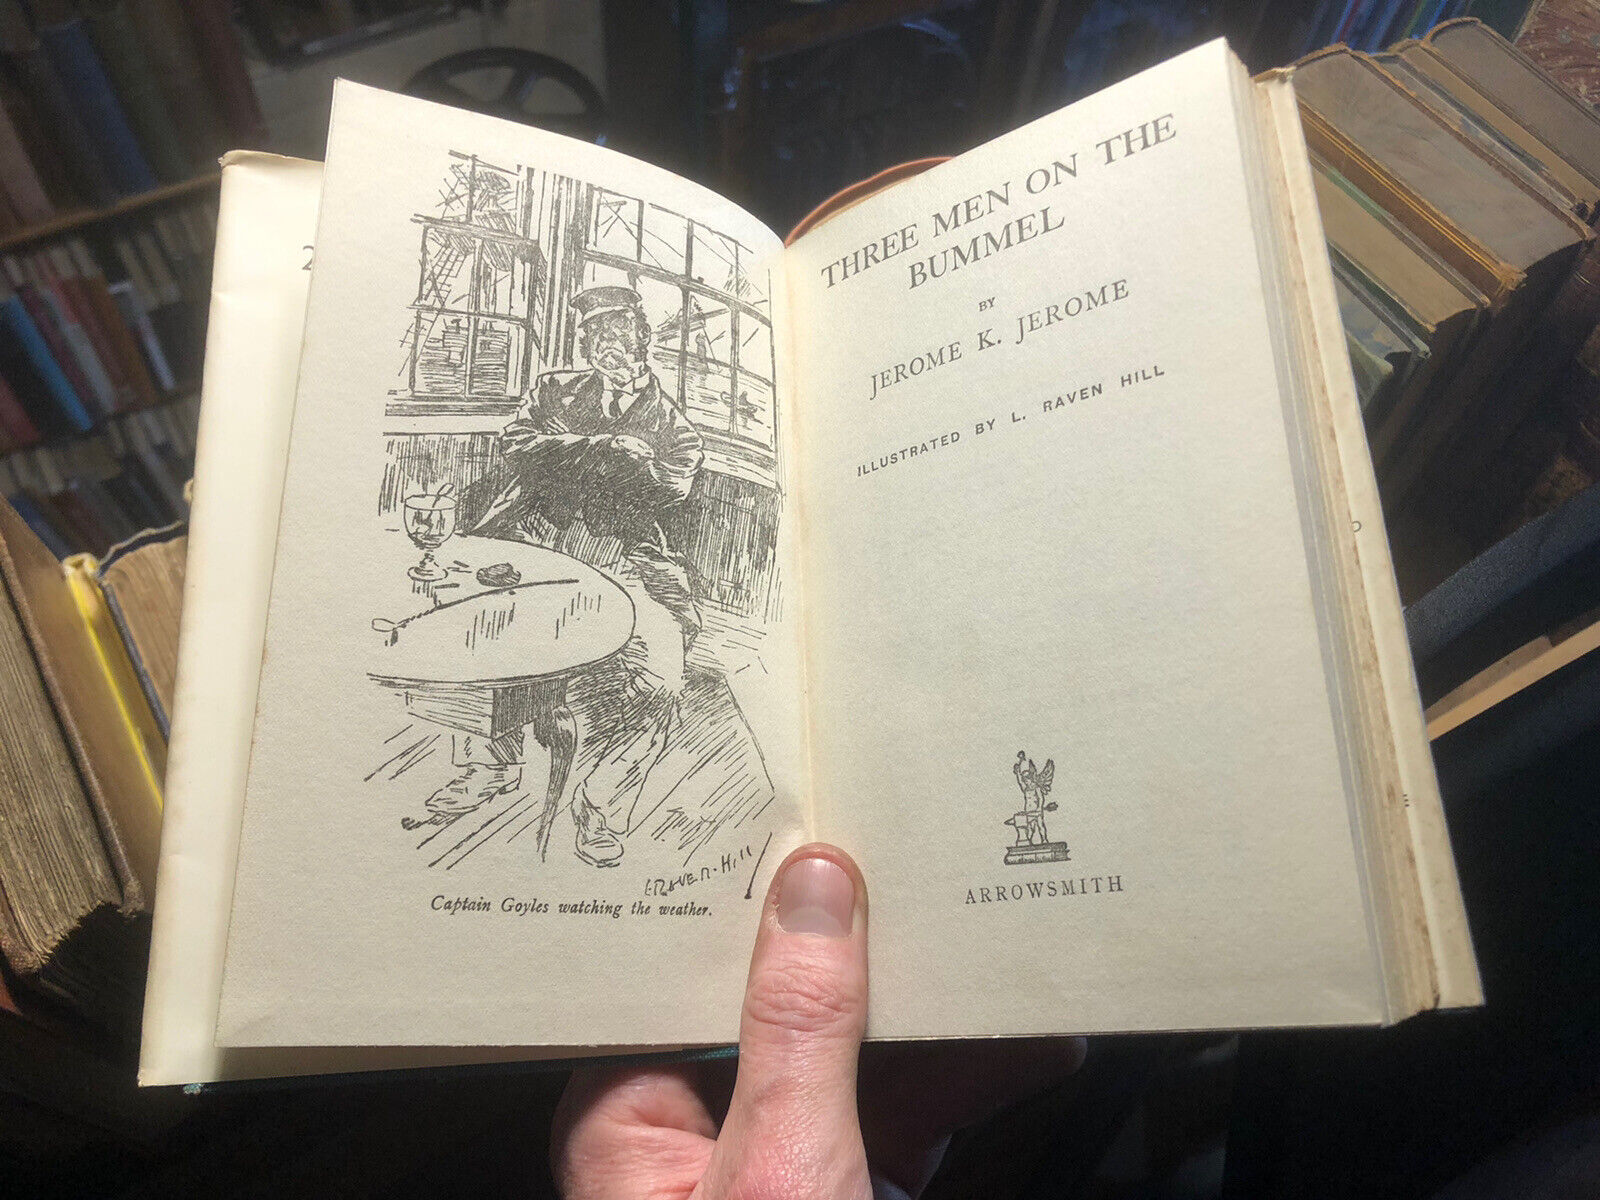 2
L. RAVEN-Hill
Captain Goyles watching the weather.
THREE MEN ON THE
BUMMEL
BY
JEROME K. JEROME
ILLUSTRATED BY L. RAVEN HILL
ARROWSMITH
D
E